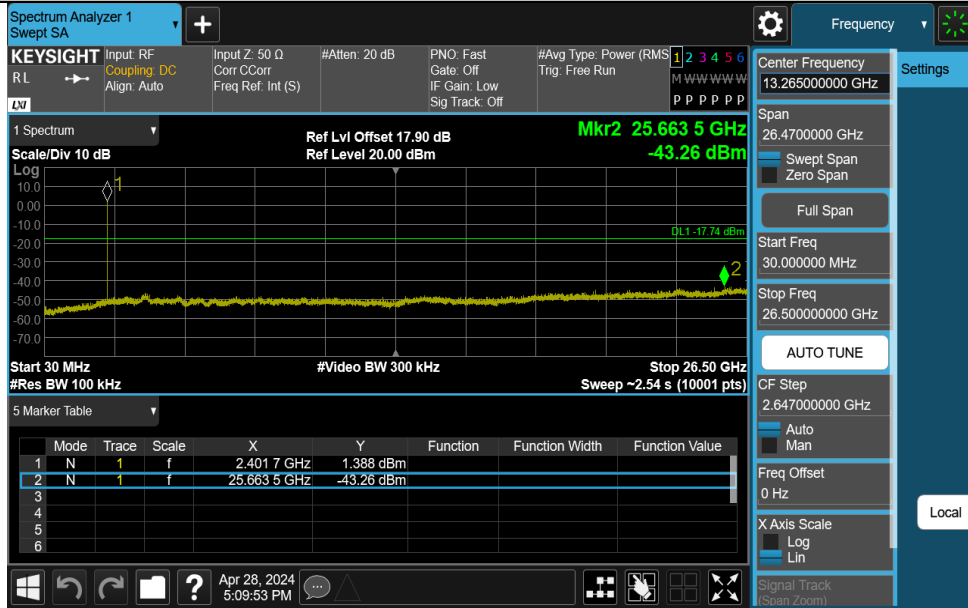 Spectrum Analyzer 1
Swept SA
+
Frequency
KEYSIGHT
RL
LXI
Input: RF
Coupling: DC
Align: Auto
Input Z: 50 Ω
Corr CCorr
Freq Ref: Int (S)
#Atten: 20 dB
PNO: Fast
Gate: Off
IF Gain: Low
Sig Track: Off
#Avg Type: Power (RMS
Trig: Free Run
1 2 3 4 5 6
M W W W W W
P P P P P P
1 Spectrum
Scale/Div 10 dB
Ref Lvl Offset 17.90 dB
Ref Level 20.00 dBm
Mkr2 25.663 5 GHz
-43.26 dBm
Log
10.0
0.00
-10.0
-20.0
-30.0
-40.0
-50.0
-60.0
-70.0
1
DL1 -17.74 dBm
2
Start 30 MHz
#Video BW 300 kHz
Stop 26.50 GHz
#Res BW 100 kHz
Sweep ~2.54 s (10001 pts)
5 Marker Table
Mode Trace Scale X Y Function Function Width Function Value
1 N 1 f 2.401 7 GHz 1.388 dBm
2 N 1 f 25.663 5 GHz -43.26 dBm
3
4
5
6
Center Frequency
13.265000000 GHz
Settings
Span
26.4700000 GHz
Swept Span
Zero Span
Full Span
Start Freq
30.000000 MHz
Stop Freq
26.500000000 GHz
AUTO TUNE
CF Step
2.647000000 GHz
Auto
Man
Freq Offset
0 Hz
Local
X Axis Scale
Log
Lin
Signal Track
(Span Zoom)
?
Apr 28, 2024
5:09:53 PM